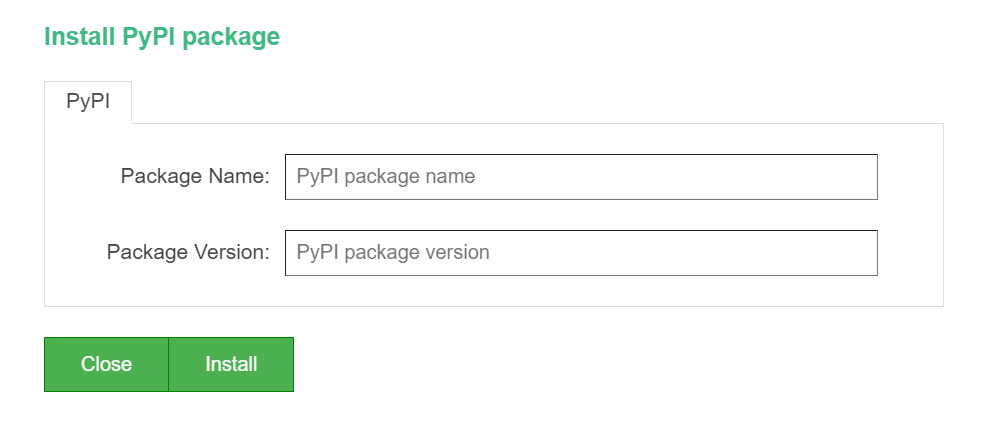 Install PyPI package
PyPI
Package Name: PyPI package name
Package Version: PyPI package version
Close Install